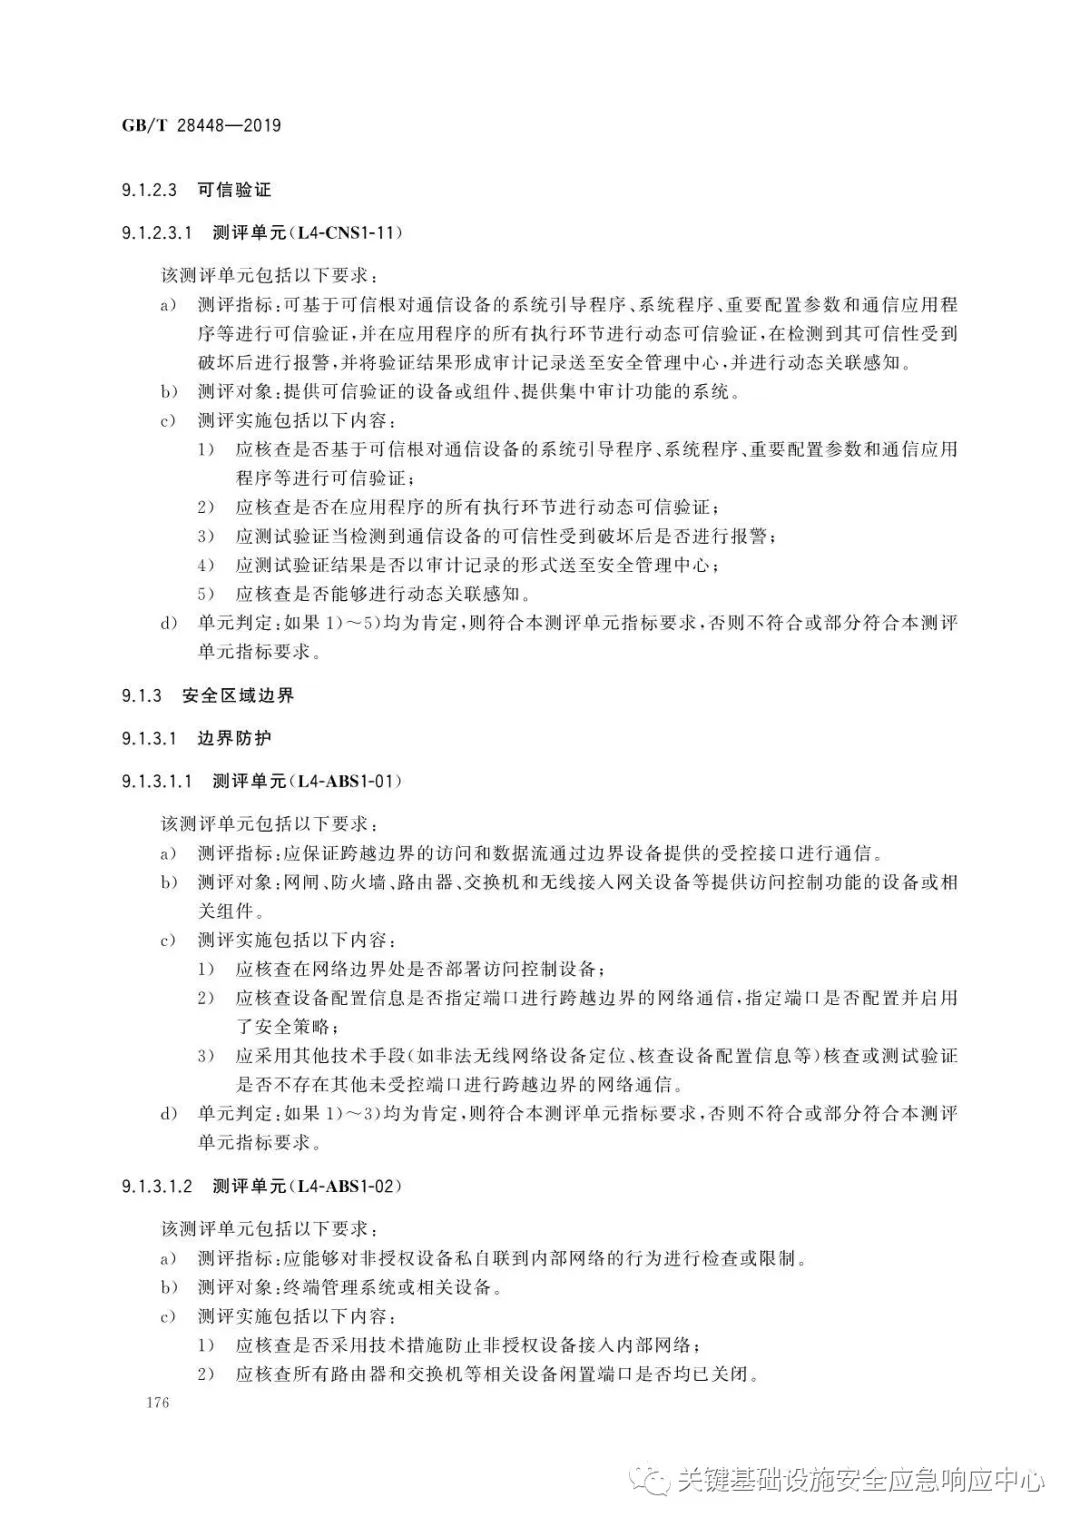 GB/T 28448—2019
9.1.2.3 可信验证
9.1.2.3.1 测评单元(L4-CNS1-11)
该测评单元包括以下要求:
a) 测评指标:可基于可信根对通信设备的系统引导程序、系统程序、重要配置参数和通信应用程
序等进行可信验证,并在应用程序的所有执行环节进行动态可信验证,在检测到其可信性受到
破坏后进行报警,并将验证结果形成审计记录送至安全管理中心,并进行动态关联感知。
b) 测评对象:提供可信验证的设备或组件、提供集中审计功能的系统。
c) 测评实施包括以下内容:
1) 应核查是否基于可信根对通信设备的系统引导程序、系统程序、重要配置参数和通信应用
程序等进行可信验证;
2) 应核查是否在应用程序的所有执行环节进行动态可信验证;
3) 应测试验证当检测到通信设备的可信性受到破坏后是否进行报警;
4) 应测试验证结果是否以审计记录的形式送至安全管理中心;
5) 应核查是否能够进行动态关联感知。
d) 单元判定:如果 1)～5)均为肯定,则符合本测评单元指标要求,否则不符合或部分符合本测评
单元指标要求。
9.1.3 安全区域边界
9.1.3.1 边界防护
9.1.3.1.1 测评单元(L4-ABS1-01)
该测评单元包括以下要求:
a) 测评指标:应保证跨越边界的访问和数据流通过边界设备提供的受控接口进行通信。
b) 测评对象:网闸、防火墙、路由器、交换机和无线接入网关设备等提供访问控制功能的设备或相
关组件。
c) 测评实施包括以下内容:
1) 应核查在网络边界处是否部署访问控制设备;
2) 应核查设备配置信息是否指定端口进行跨越边界的网络通信,指定端口是否配置并启用
了安全策略;
3) 应采用其他技术手段(如非法无线网络设备定位、核查设备配置信息等)核查或测试验证
是否不存在其他未受控端口进行跨越边界的网络通信。
d) 单元判定:如果 1)～3)均为肯定,则符合本测评单元指标要求,否则不符合或部分符合本测评
单元指标要求。
9.1.3.1.2 测评单元(L4-ABS1-02)
该测评单元包括以下要求:
a) 测评指标:应能够对非授权设备私自联到内部网络的行为进行检查或限制。
b) 测评对象:终端管理系统或相关设备。
c) 测评实施包括以下内容:
1) 应核查是否采用技术措施防止非授权设备接入内部网络;
2) 应核查所有路由器和交换机等相关设备闲置端口是否均已关闭。
176
关键基础设施安全应急响应中心